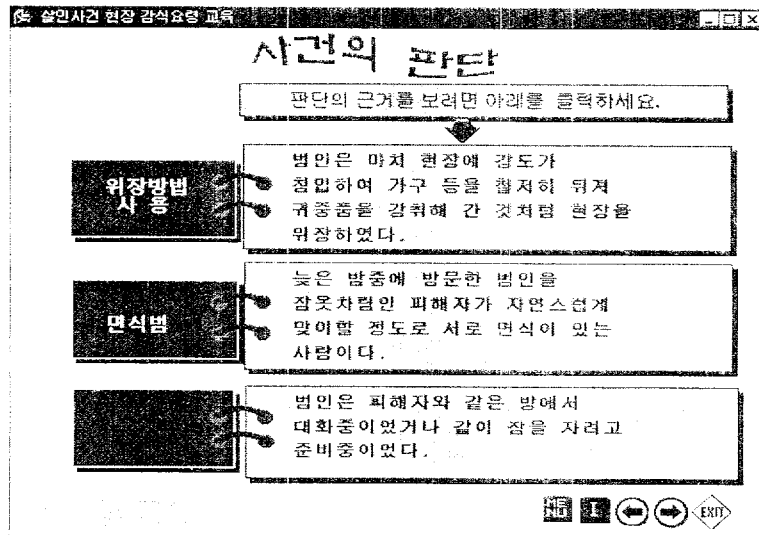 살인사건 현장 감식요령 교육
사건의 판단
판단의 근거를 보려면 아래를 클릭하세요.
위장방법
사 용
범인은 마치 현장에 강도가
침입하여 가구 등을 철저히 뒤져
귀중품을 강취해 간 것처럼 현장을
위장하였다.
면식범
늦은 밤중에 방문한 범인을
잠옷차림인 피해자가 자연스럽게
맞이할 정도로 서로 면식이 있는
사람이다.
범인은 피해자와 같은 방에서
대화중이었거나 같이 잠을 자려고
준비중이었다.
EXIT